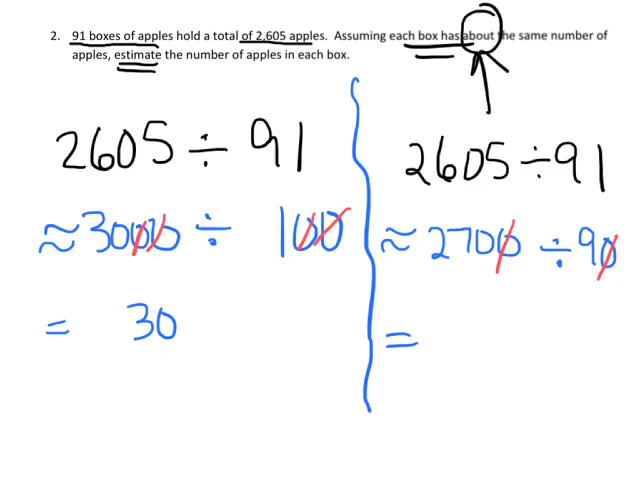 2. 91 boxes of apples hold a total of 2,605 apples. Assuming each box has about the same number of
apples, estimate the number of apples in each box.
2605 ÷ 91
≈ 3000 ÷ 100
= 30
2605 ÷ 91
≈ 2700 ÷ 90
=